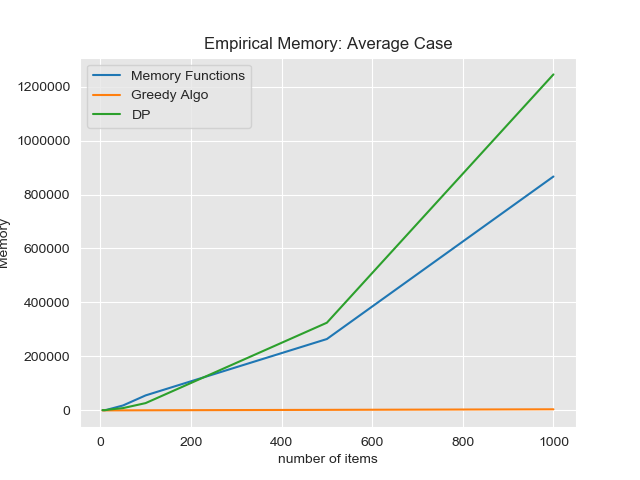 Empirical Memory: Average Case
Memory Functions
Greedy Algo
DP
1200000
1000000
800000
600000
400000
200000
0
Memory
0 200 400 600 800 1000
number of items